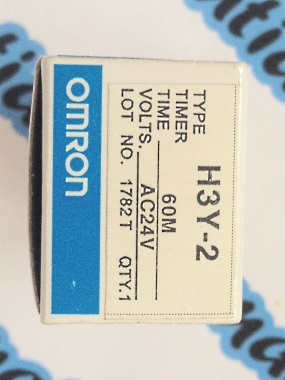 OMRON
TYPE H3Y-2
TIMER
TIME 60M
VOLTS. AC24V
LOT NO. 1782T QTY.1